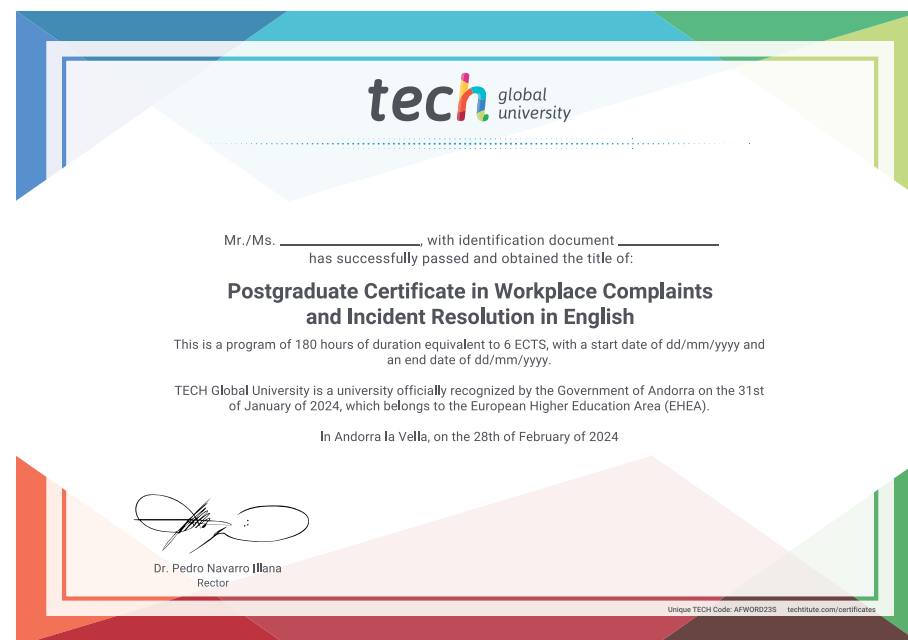 tech global
university
Mr./Ms. ____________, with identification document ____________
has successfully passed and obtained the title of:
Postgraduate Certificate in Workplace Complaints
and Incident Resolution in English
This is a program of 180 hours of duration equivalent to 6 ECTS, with a start date of dd/mm/yyyy and
an end date of dd/mm/yyyy.
TECH Global University is a university officially recognized by the Government of Andorra on the 31st
of January of 2024, which belongs to the European Higher Education Area (EHEA).
In Andorra la Vella, on the 28th of February of 2024
Dr. Pedro Navarro Illana
Rector
Unique TECH Code: AFWORD23S techtitute.com/certificates